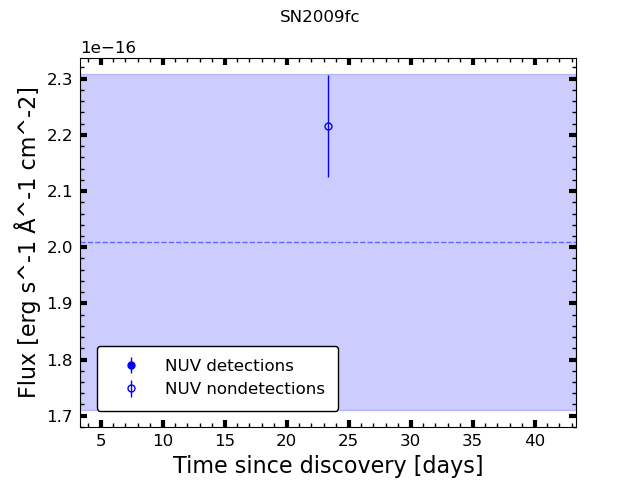 SN2009fc
1e−16
2.3
2.2
2.1
2.0
1.9
1.8
1.7
Flux [erg s^-1 Å^-1 cm^-2]
NUV detections
NUV nondetections
5 10 15 20 25 30 35 40
Time since discovery [days]